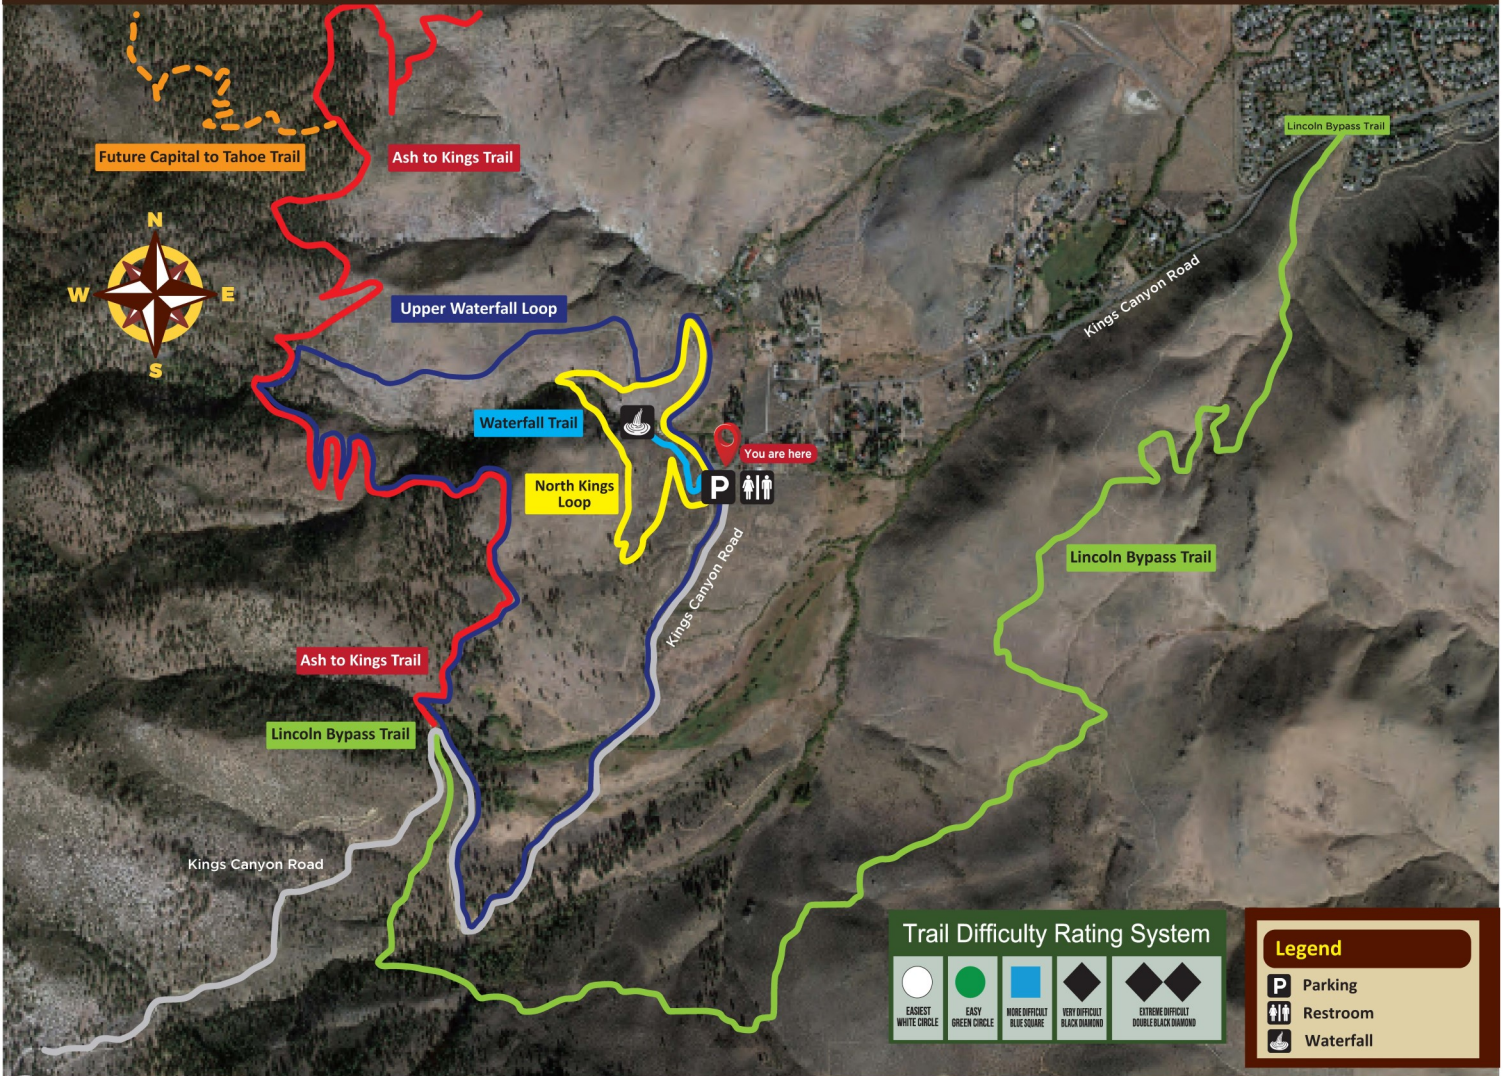 Lincoln Bypass Trail
Future Capital to Tahoe Trail
Ash to Kings Trail
N
W
E
S
Upper Waterfall Loop
Kings Canyon Road
Waterfall Trail
You are here
P
North Kings
Loop
Kings Canyon Road
Lincoln Bypass Trail
Ash to Kings Trail
Lincoln Bypass Trail
Kings Canyon Road
Trail Difficulty Rating System
EASIEST
WHITE CIRCLE
EASY
GREEN CIRCLE
MORE DIFFICULT
BLUE SQUARE
VERY DIFFICULT
BLACK DIAMOND
EXTREME DIFFICULT
DOUBLE BLACK DIAMOND
Legend
P Parking
Restroom
Waterfall